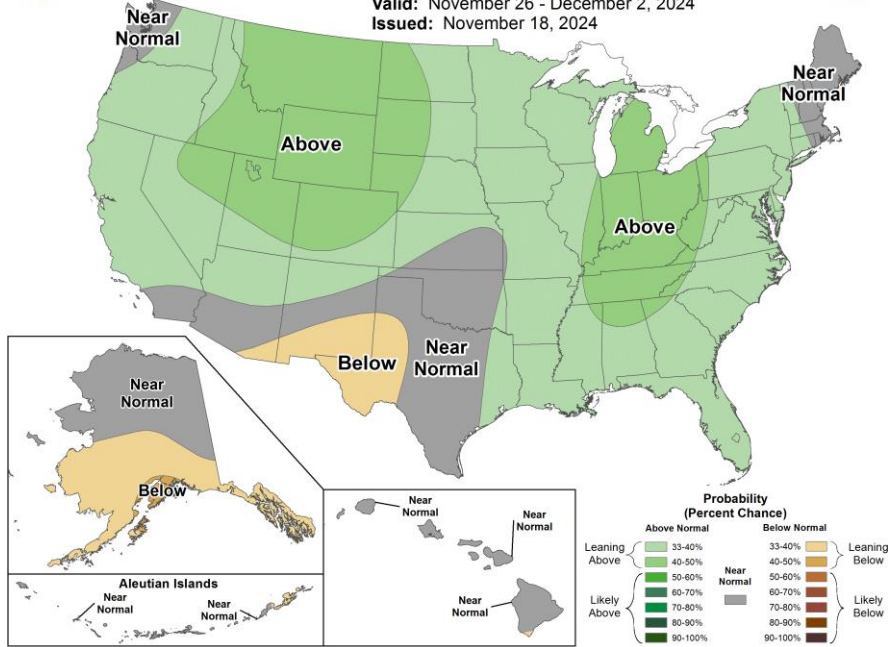 Valid: November 26 - December 2, 2024
Issued: November 18, 2024
Near
Normal
Near
Normal
Above
Above
Below
Near
Normal
Near
Normal
Below
Aleutian Islands
Near
Normal
Near
Normal
Near
Normal
Near
Normal
Near
Normal
Probability
(Percent Chance)
Above Normal
Below Normal
Leaning
Above
33-40%
40-50%
Likely
Above
50-60%
60-70%
70-80%
80-90%
90-100%
Near
Normal
33-40%
40-50%
Leaning
Below
50-60%
60-70%
70-80%
80-90%
90-100%
Likely
Below